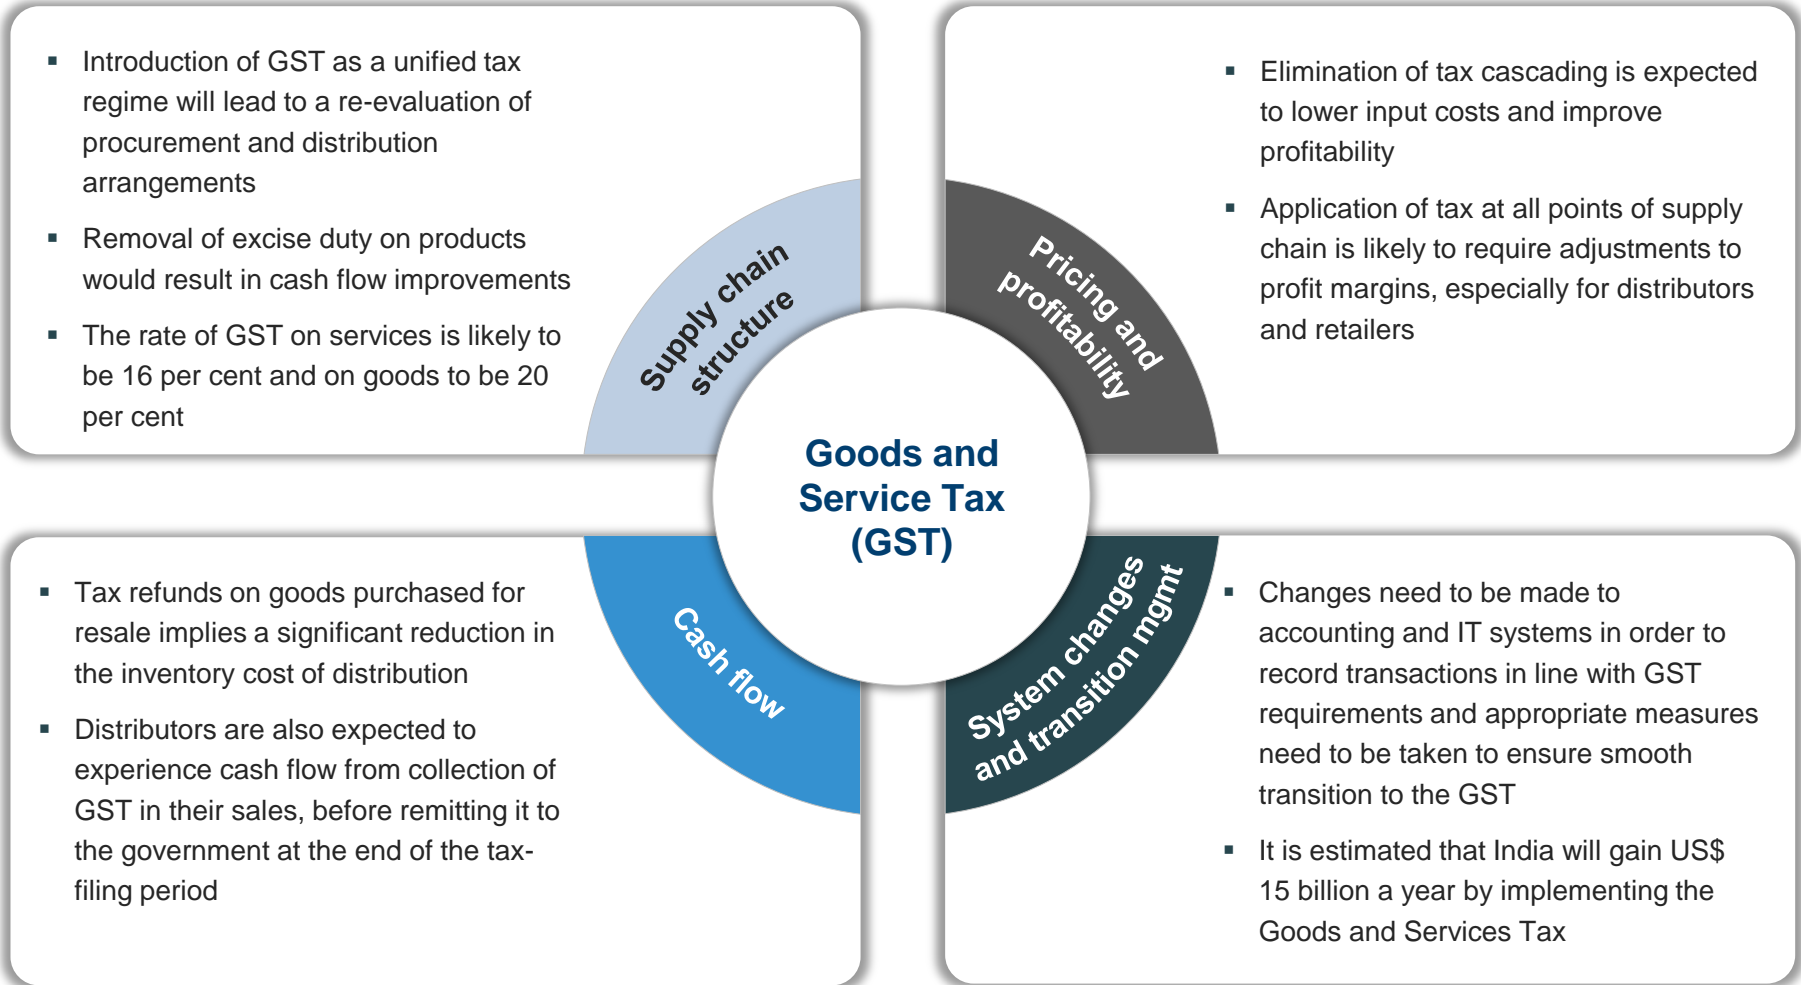 ▪ Introduction of GST as a unified tax
regime will lead to a re-evaluation of
procurement and distribution
arrangements
▪ Removal of excise duty on products
would result in cash flow improvements
▪ The rate of GST on services is likely to
be 16 per cent and on goods to be 20
per cent
Supply chain
structure
▪ Elimination of tax cascading is expected
to lower input costs and improve
profitability
▪ Application of tax at all points of supply
chain is likely to require adjustments to
profit margins, especially for distributors
and retailers
Pricing and
profitability
Goods and
Service Tax
(GST)
▪ Tax refunds on goods purchased for
resale implies a significant reduction in
the inventory cost of distribution
▪ Distributors are also expected to
experience cash flow from collection of
GST in their sales, before remitting it to
the government at the end of the tax-
filing period
Cash flow
System changes
and transition mgmt
▪ Changes need to be made to
accounting and IT systems in order to
record transactions in line with GST
requirements and appropriate measures
need to be taken to ensure smooth
transition to the GST
▪ It is estimated that India will gain US$
15 billion a year by implementing the
Goods and Services Tax